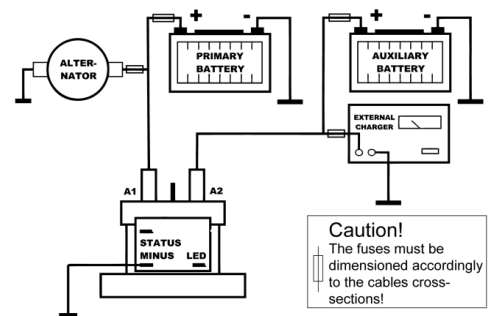 + -
+ -
ALTER-
NATOR
PRIMARY
BATTERY
AUXILIARY
BATTERY
EXTERNAL
CHARGER
A1 A2
STATUS
MINUS LED
Caution!
The fuses must be
dimensioned accordingly
to the cables cross-
sections!